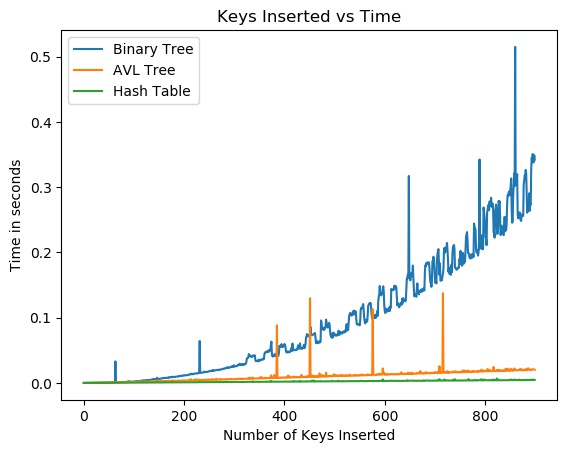 Keys Inserted vs Time
Binary Tree
AVL Tree
Hash Table
Time in seconds
0.5
0.4
0.3
0.2
0.1
0.0
0
200
400
600
800
Number of Keys Inserted